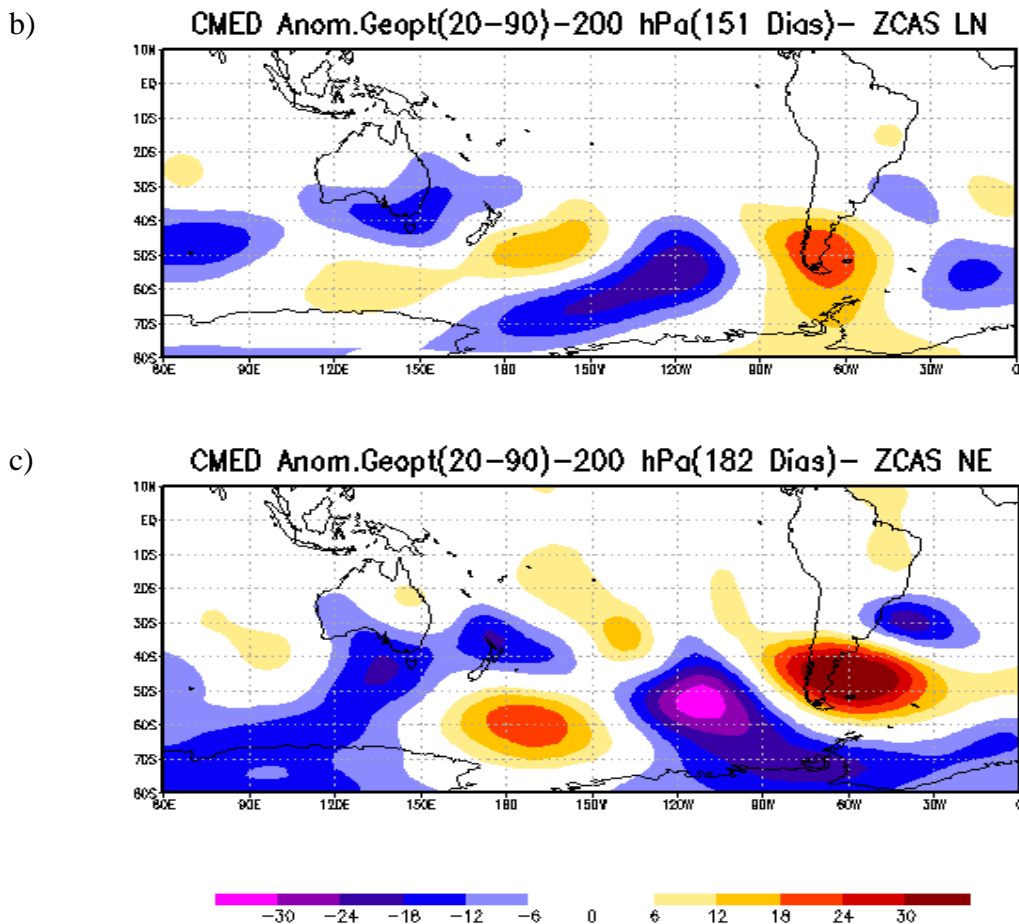 b)
CMED Anom.Geopt(20-90)-200 hPa(151 Dias)- ZCAS LN
10N
EQ
10S
20S
30S
40S
50S
60S
70S
80S
60E 90E 120E 150E 180 150W 120W 90W 60W 30W 0
c)
CMED Anom.Geopt(20-90)-200 hPa(182 Dias)- ZCAS NE
10N
EQ
10S
20S
30S
40S
50S
60S
70S
80S
60E 90E 120E 150E 180 150W 120W 90W 60W 30W 0
-30 -24 -18 -12 -6 0 6 12 18 24 30